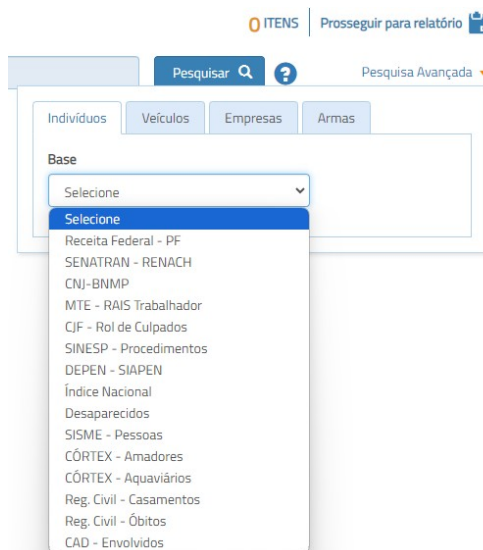 0 ITENS Prosseguir para relatório
Pesquisar ? Pesquisa Avançada
Indivíduos Veículos Empresas Armas
Base
Selecione
Selecione
Receita Federal - PF
SENATRAN - RENACH
CNJ-BNMP
MTE - RAIS Trabalhador
CJF - Rol de Culpados
SINESP - Procedimentos
DEPEN - SIAPEN
Índice Nacional
Desaparecidos
SISME - Pessoas
CÓRTEX - Amadores
CÓRTEX - Aquaviários
Reg. Civil - Casamentos
Reg. Civil - Óbitos
CAD - Envolvidos